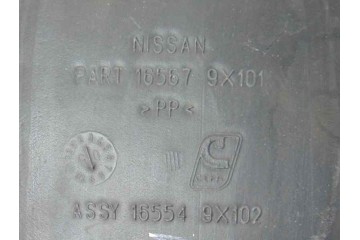 NISSAN
PART 16557 9X101
>PP<
ASSY 16554 9X102